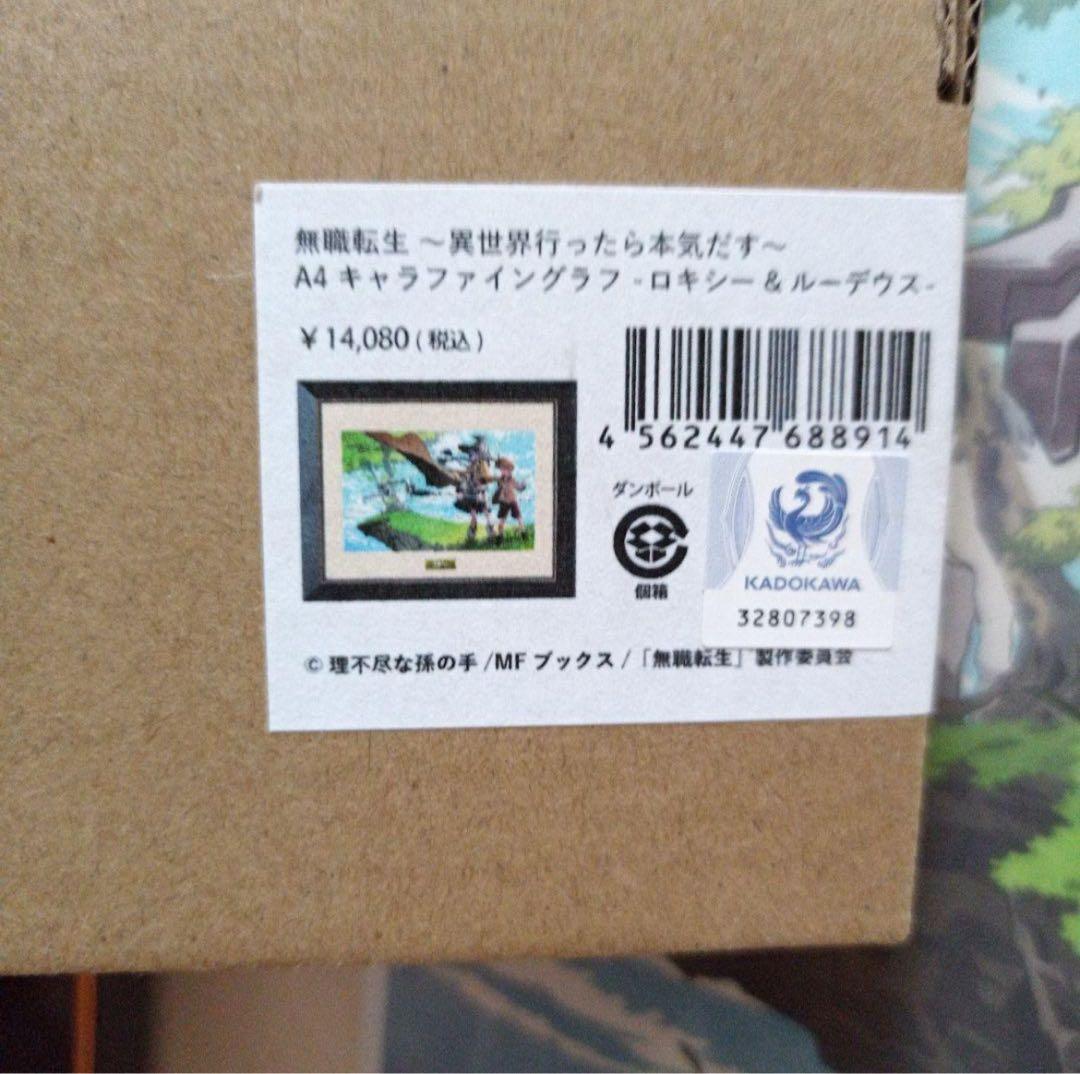 無職転生 ～異世界行ったら本気だす～
A4 キャラファイングラフ -ロキシー & ルーデウス-
￥14,080 ( 税込 )
4 562447 688914
ダンボール
個箱
KADOKAWA
32807398
© 理不尽な孫の手 /MF ブックス /「無職転生」製作委員会